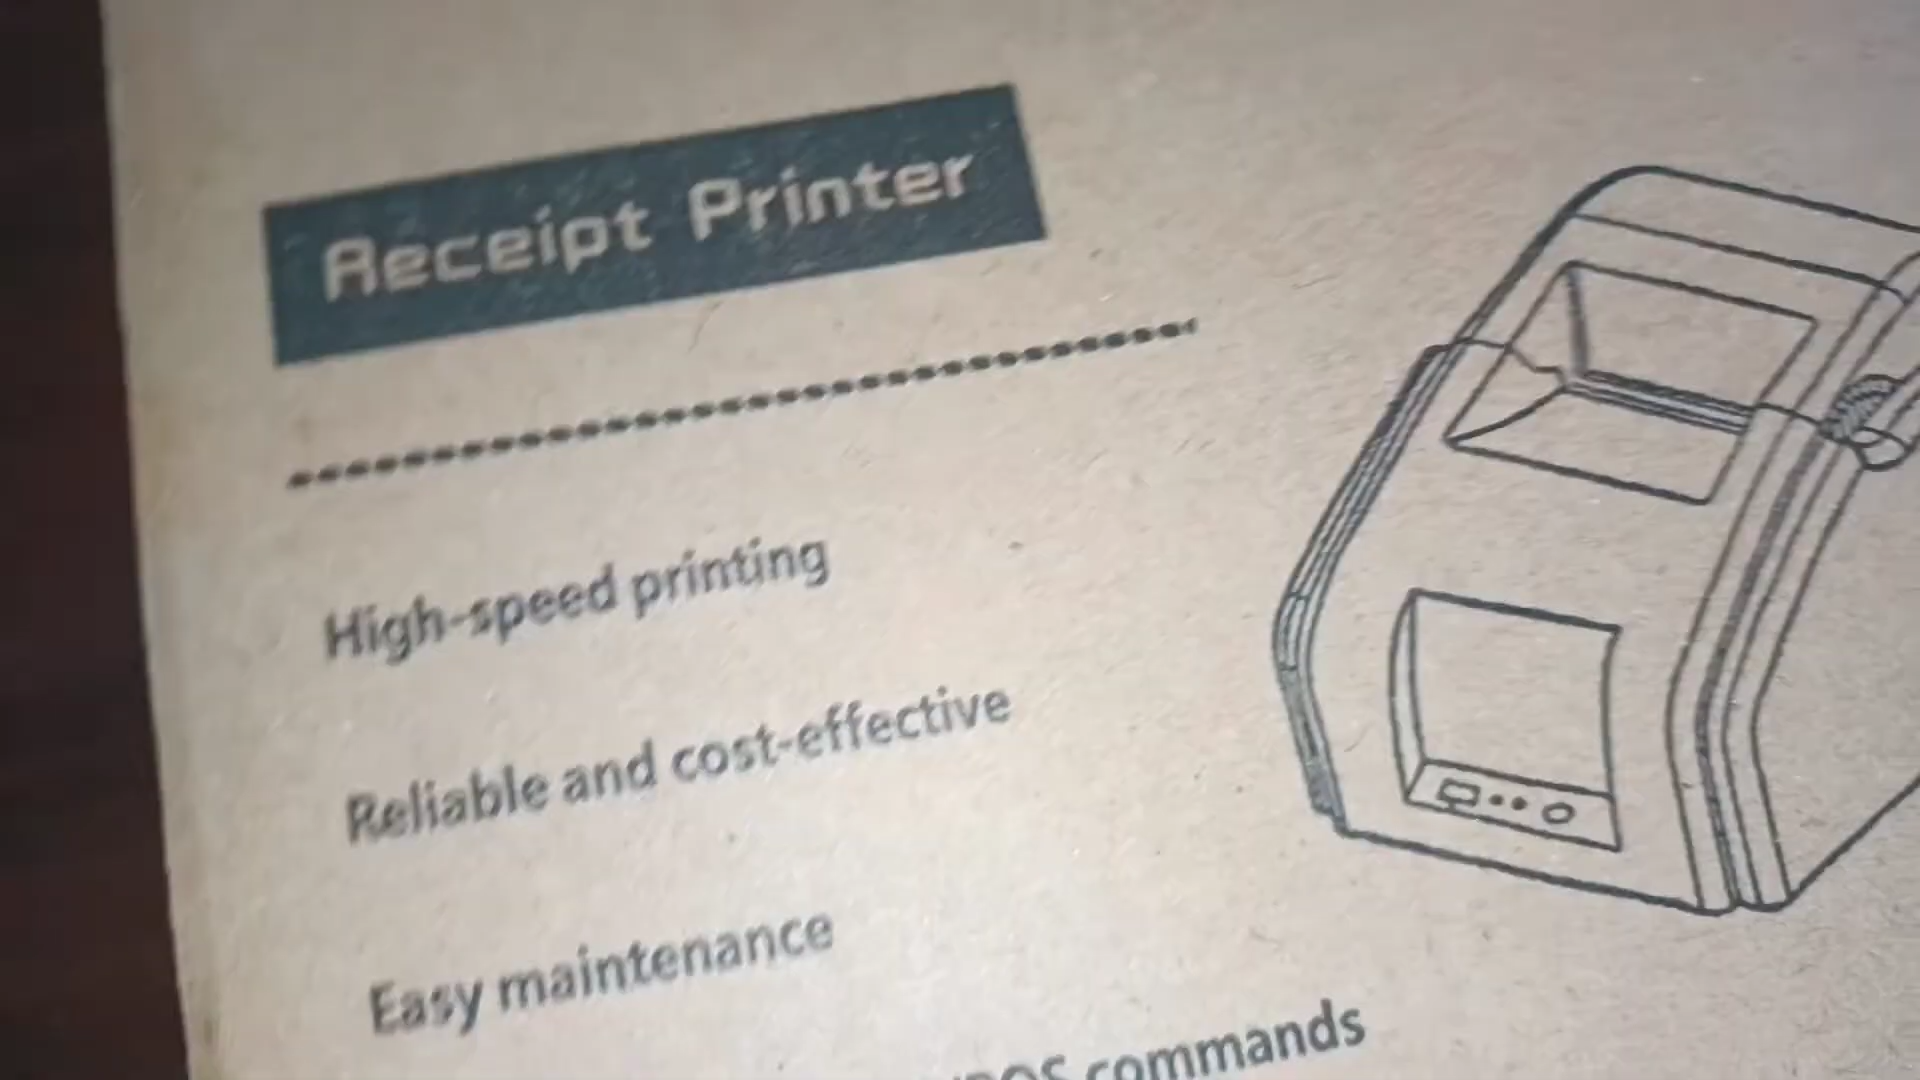 Receipt Printer
High-speed printing
Reliable and cost-effective
Easy maintenance
commands